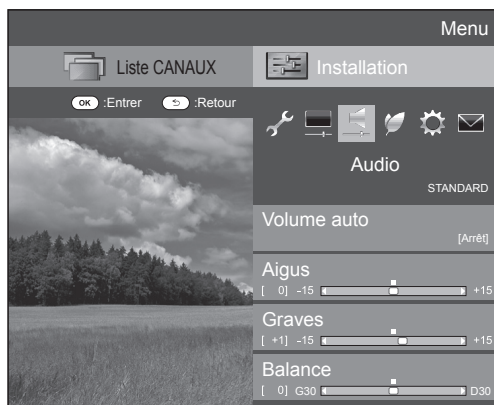 Menu
Liste CANAUX
Installation
OK :Entrer :Retour
Audio
STANDARD
Volume auto
[Arrêt]
Aigus
[ 0] -15 +15
Graves
[ +1] -15 +15
Balance
[ 0] G30 D30